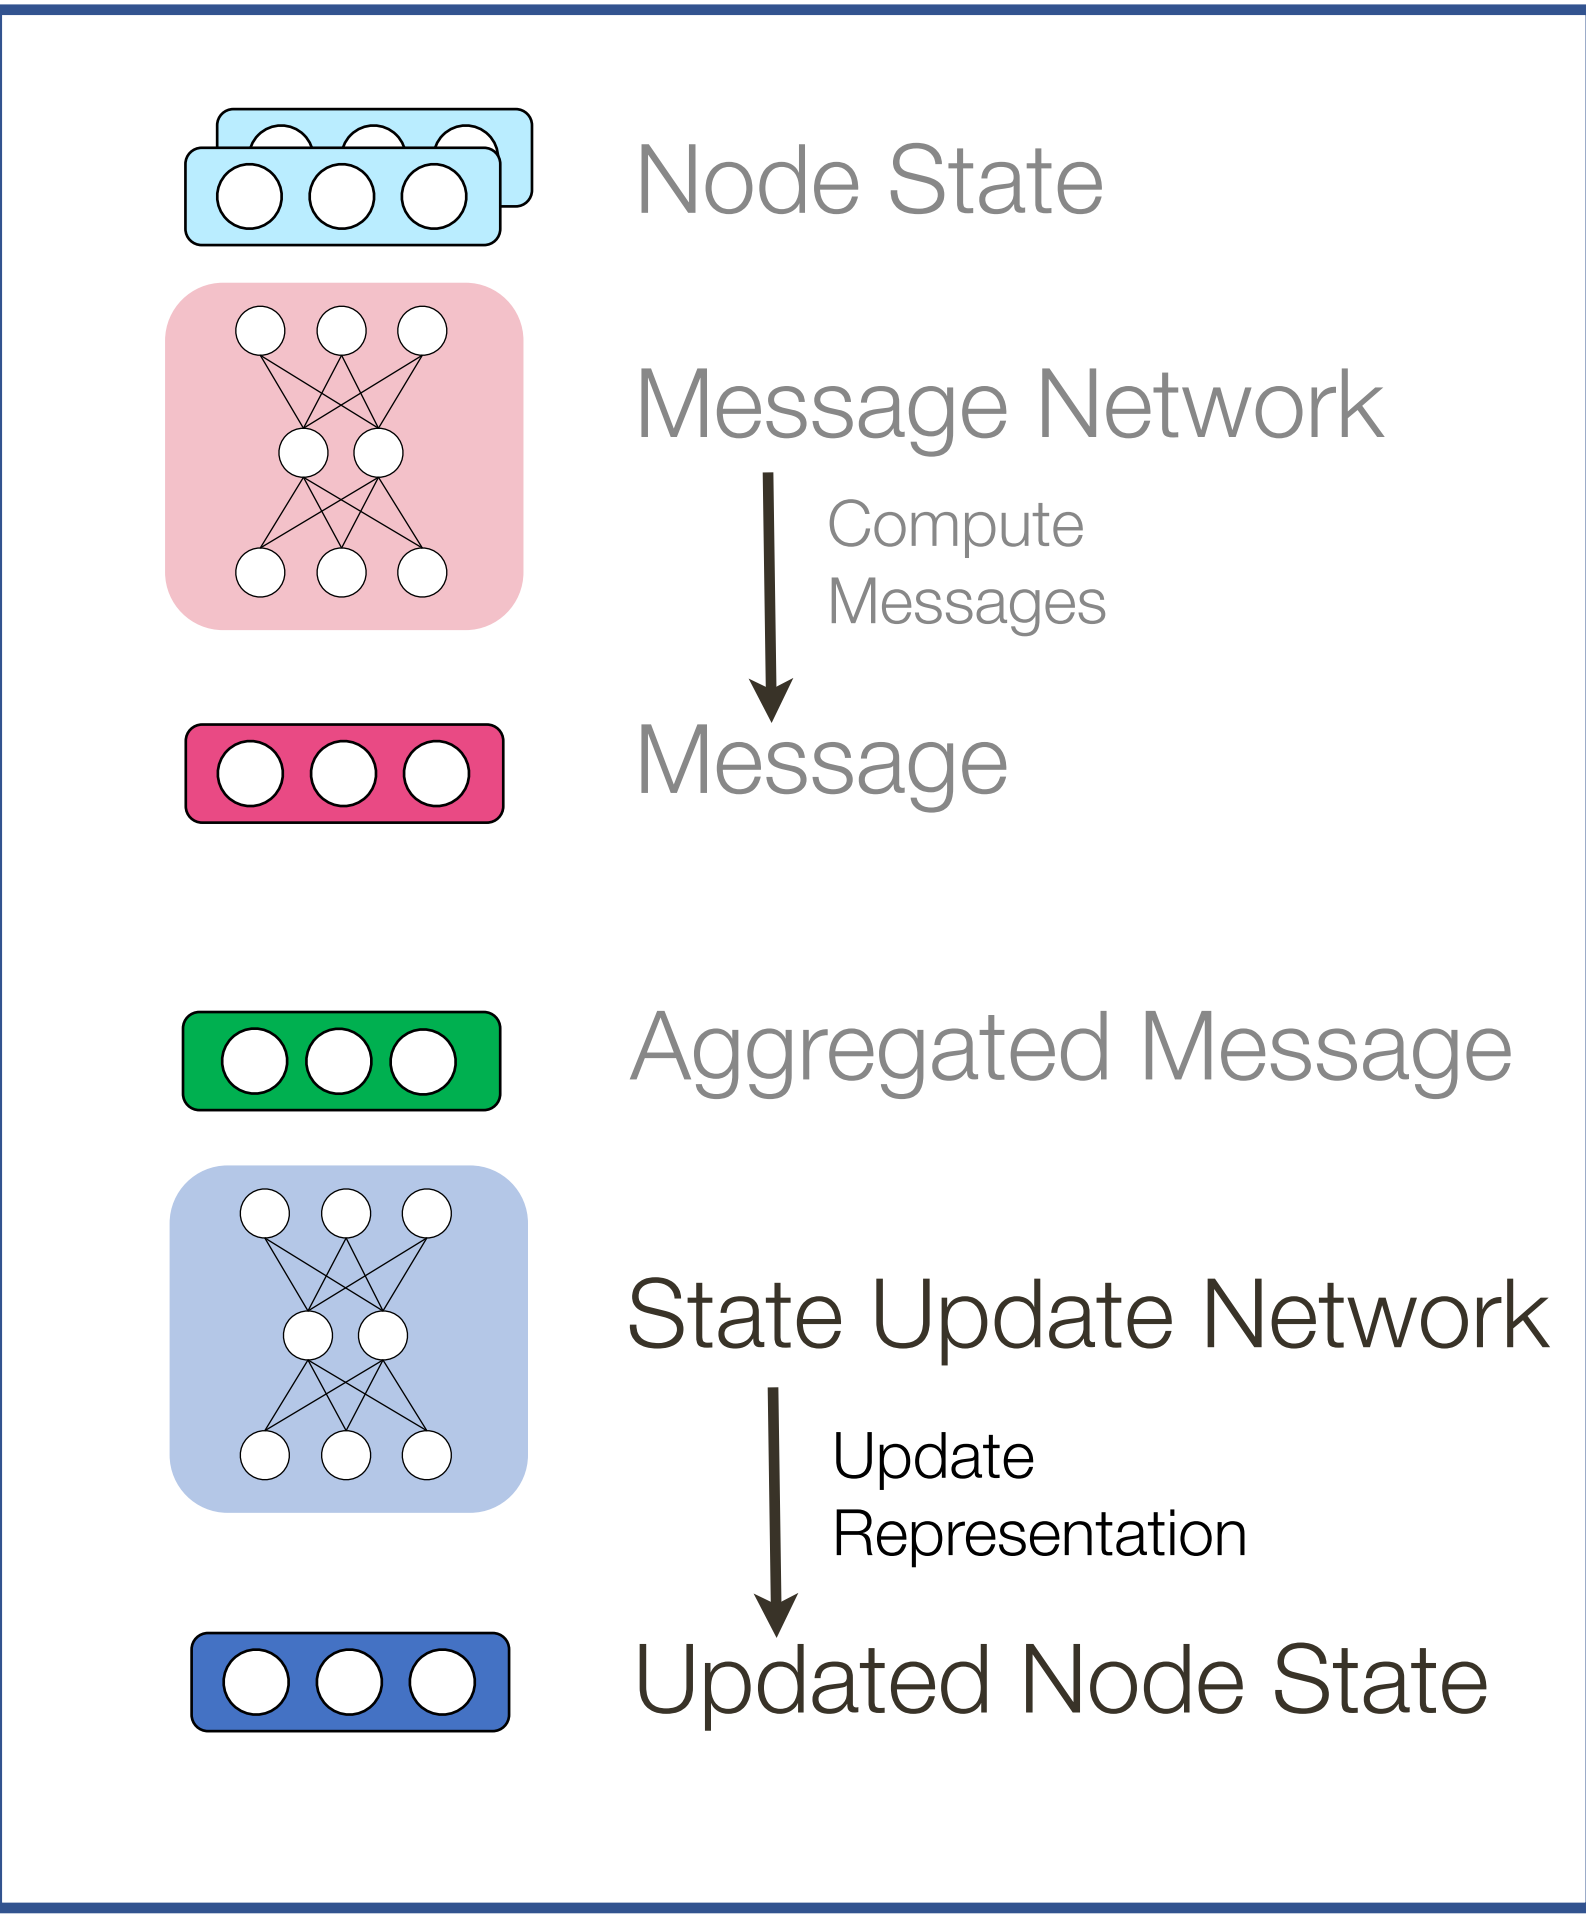 Node State
Message Network
Compute
Messages
Message
Aggregated Message
State Update Network
Update
Representation
Updated Node State